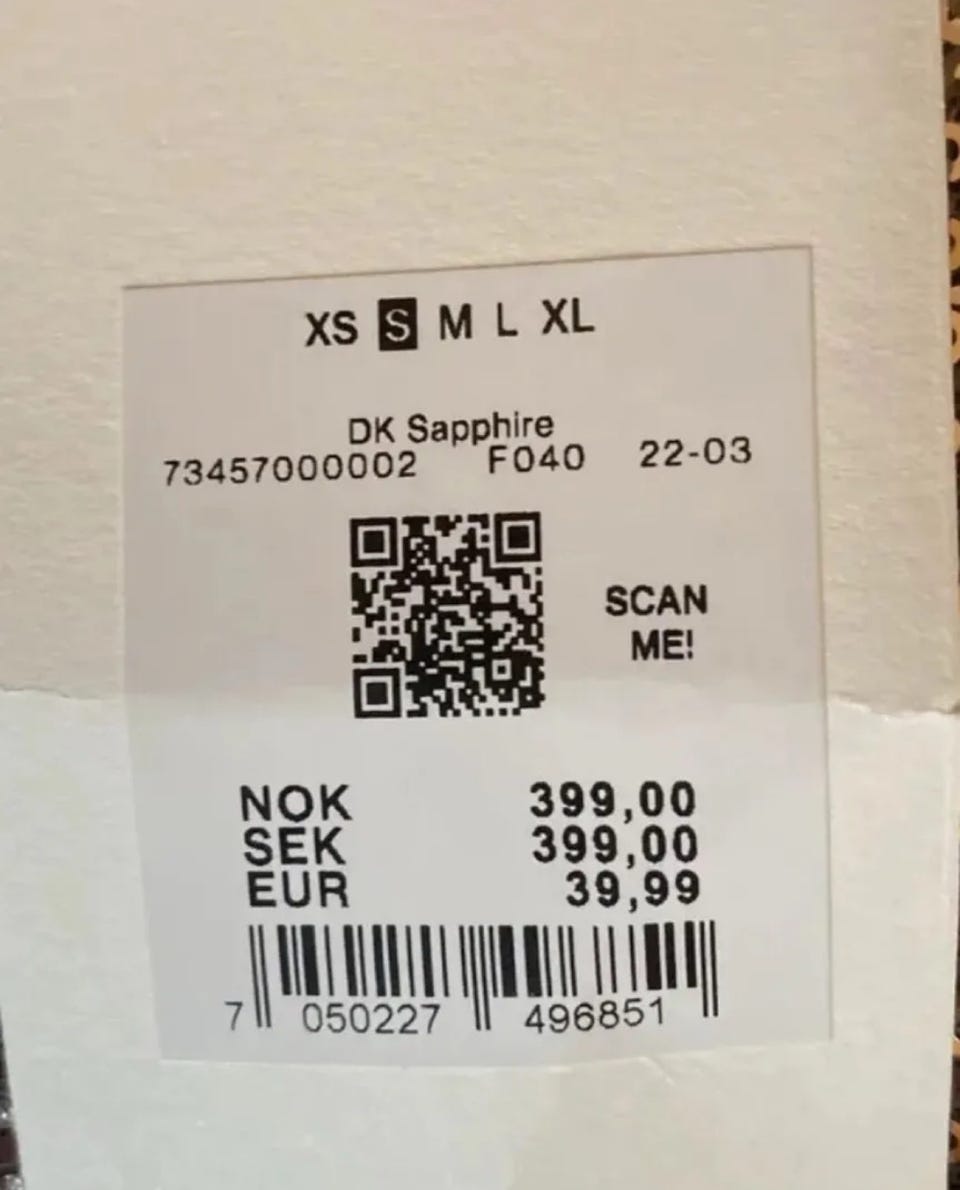 XS S M L XL
DK Sapphire
73457000002 F040 22-03
SCAN
ME!
NOK 399,00
SEK 399,00
EUR 39,99
7 050227 496851